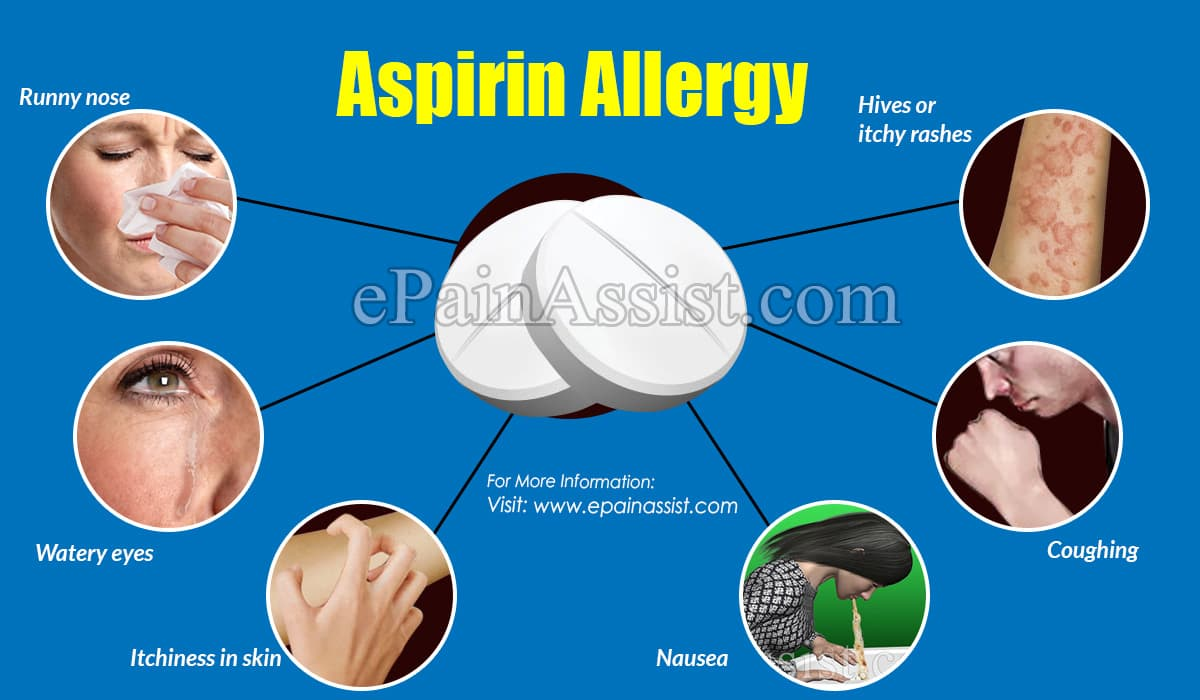 Aspirin Allergy
Runny nose
Hives or
itchy rashes
ePainAssist.com
Watery eyes
For More Information:
Visit: www.epainassist.com
Coughing
Itchiness in skin
Nausea